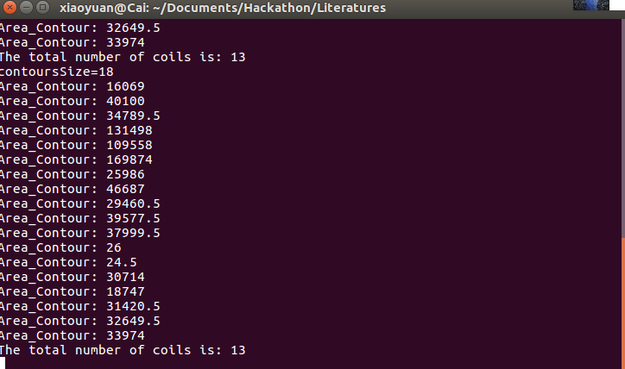 xiaoyuan@Cai: ~/Documents/Hackathon/Literatures
Area_Contour: 32649.5
Area_Contour: 33974
The total number of coils is: 13
contoursSize=18
Area_Contour: 16069
Area_Contour: 40100
Area_Contour: 34789.5
Area_Contour: 131498
Area_Contour: 109558
Area_Contour: 169874
Area_Contour: 25986
Area_Contour: 46687
Area_Contour: 29460.5
Area_Contour: 39577.5
Area_Contour: 37999.5
Area_Contour: 26
Area_Contour: 24.5
Area_Contour: 30714
Area_Contour: 18747
Area_Contour: 31420.5
Area_Contour: 32649.5
Area_Contour: 33974
The total number of coils is: 13